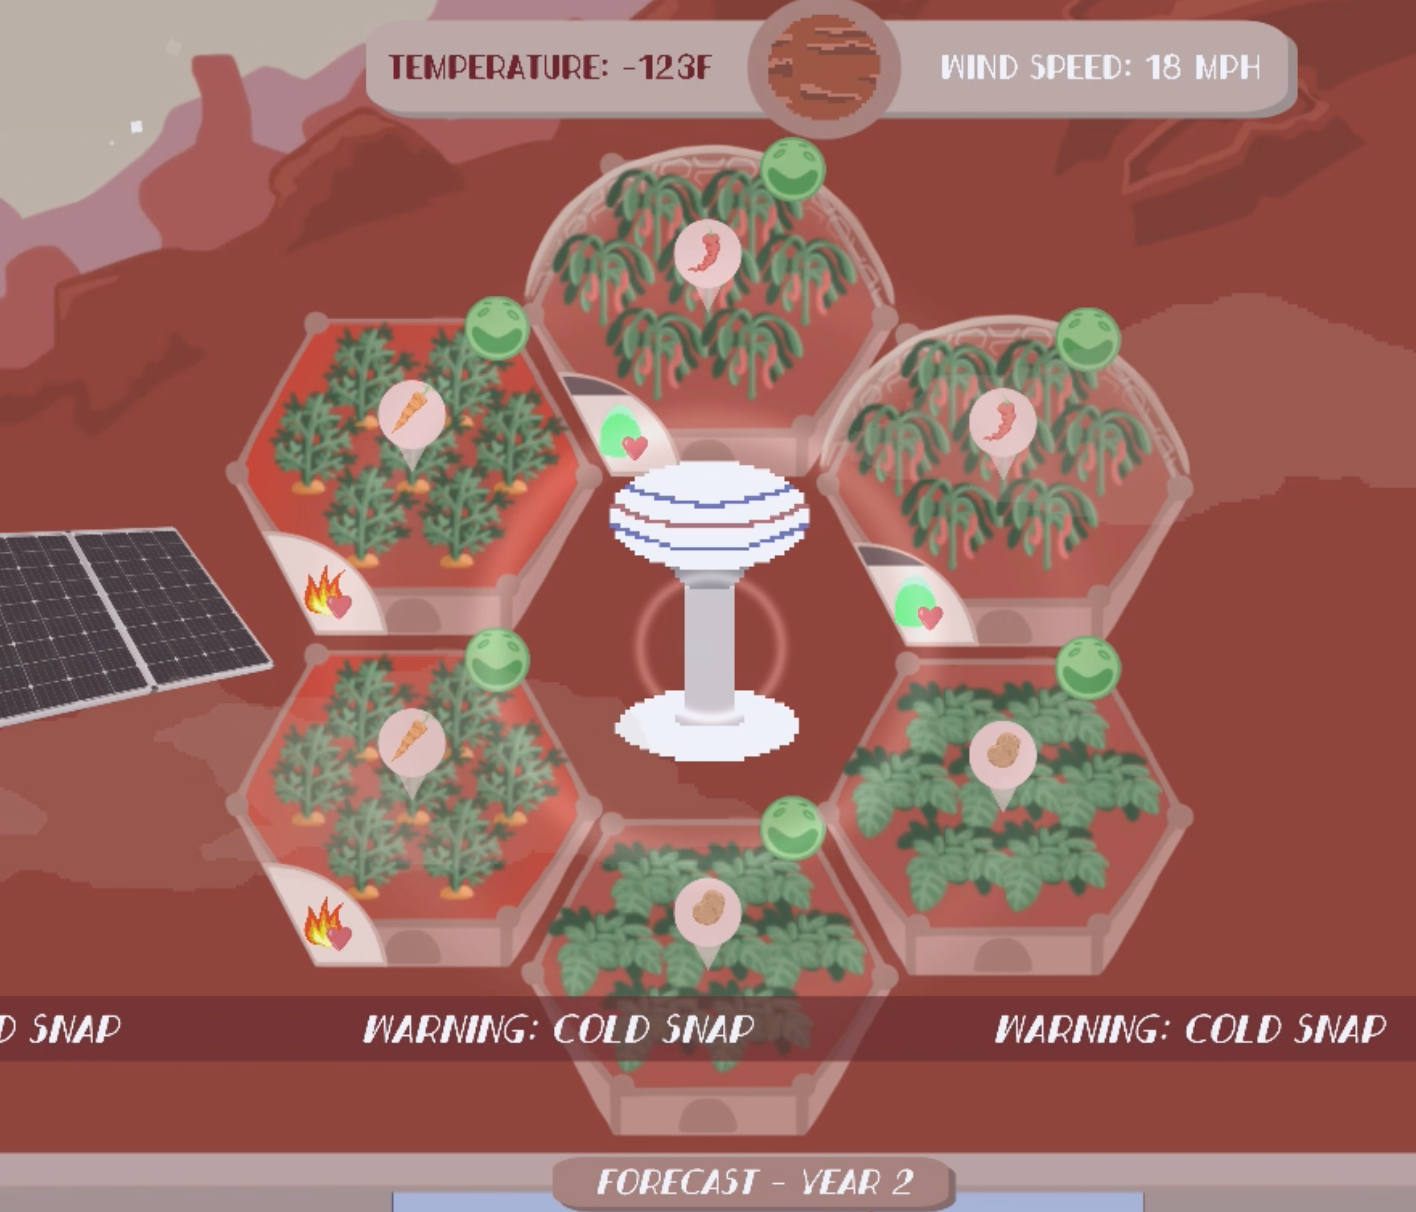 TEMPERATURE: -123F
WIND SPEED: 18 MPH
D SNAP
WARNING: COLD SNAP
WARNING: COLD SNAP
FORECAST - YEAR 2